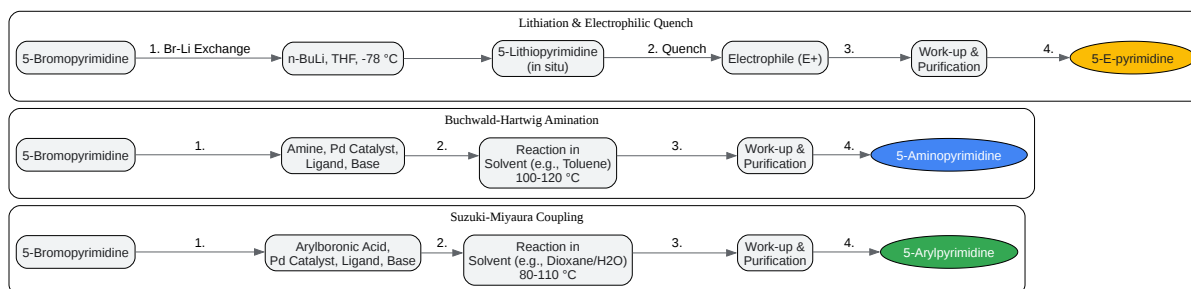 Lithiation & Electrophilic Quench
5-Bromopyrimidine
1. Br-Li Exchange
n-BuLi, THF, -78 °C
5-Lithiopyrimidine
(in situ)
2. Quench
Electrophile (E+)
3.
Work-up &
Purification
4.
5-E-pyrimidine
Buchwald-Hartwig Amination
5-Bromopyrimidine
1.
Amine, Pd Catalyst,
Ligand, Base
2.
Reaction in
Solvent (e.g., Toluene)
100-120 °C
3.
Work-up &
Purification
4.
5-Aminopyrimidine
Suzuki-Miyaura Coupling
5-Bromopyrimidine
1.
Arylboronic Acid,
Pd Catalyst, Ligand, Base
2.
Reaction in
Solvent (e.g., Dioxane/H2O)
80-110 °C
3.
Work-up &
Purification
4.
5-Arylpyrimidine